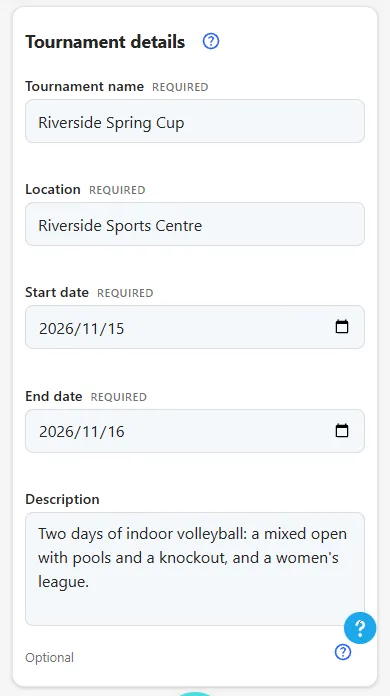 Tournament details
Tournament name REQUIRED
Riverside Spring Cup
Location REQUIRED
Riverside Sports Centre
Start date REQUIRED
2026/11/15
End date REQUIRED
2026/11/16
Description
Two days of indoor volleyball: a mixed open
with pools and a knockout, and a women's
league.
?
Optional